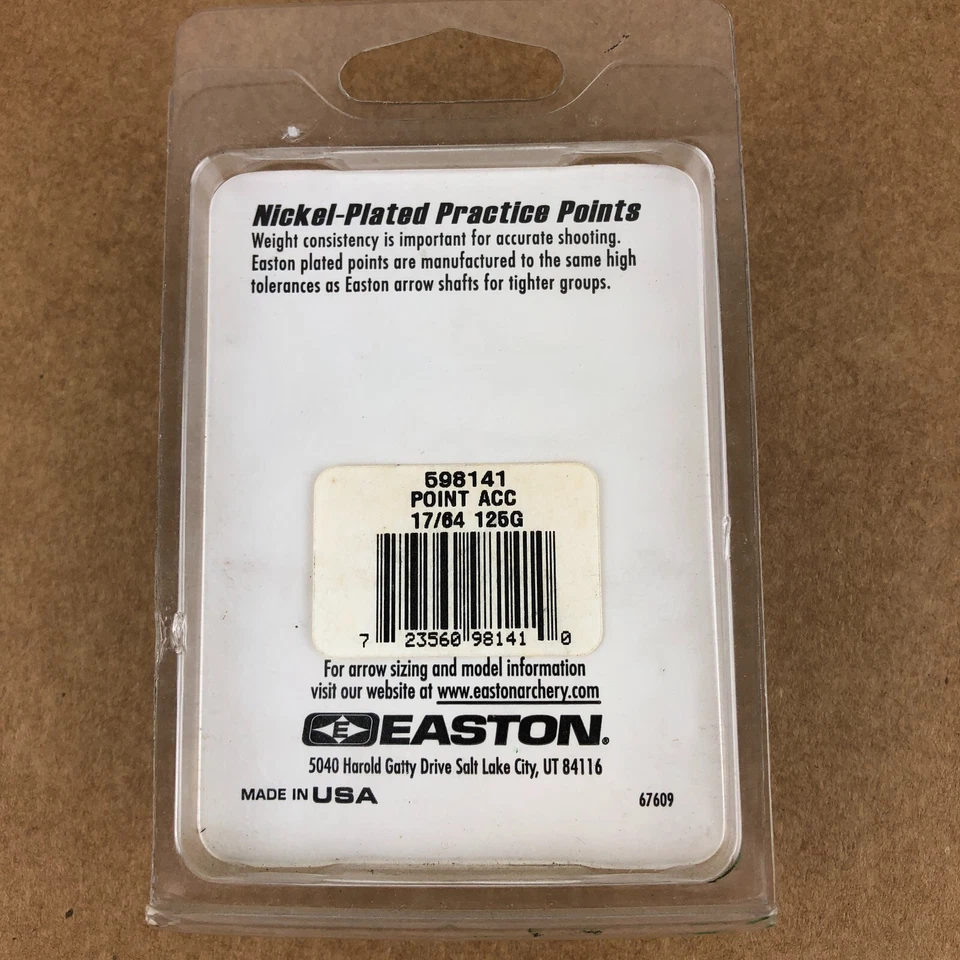 Nickel-Plated Practice Points
Weight consistency is important for accurate shooting.
Easton plated points are manufactured to the same high
tolerances as Easton arrow shafts for tighter groups.
598141
POINT ACC
17/64 125G
7 23560 98141 0
For arrow sizing and model information
visit our website at www.eastonarchery.com
E EASTON®
5040 Harold Gatty Drive Salt Lake City, UT 84116
MADE IN USA
67609